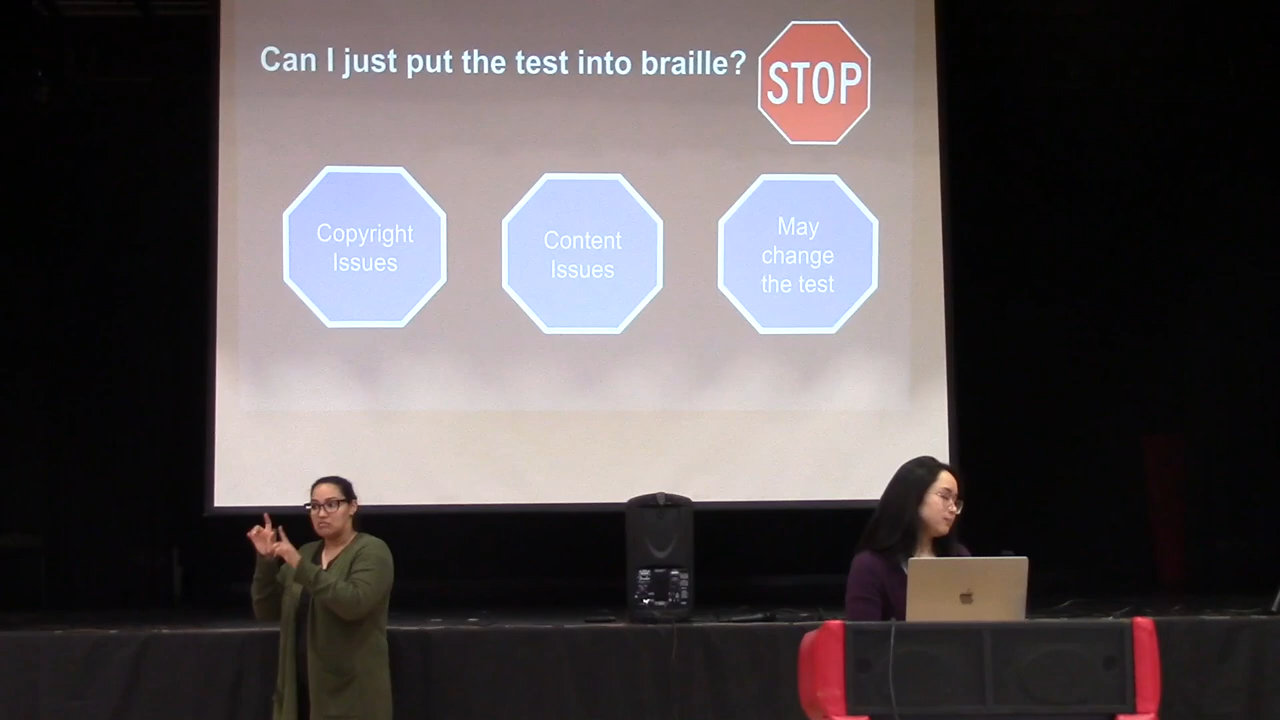 Can I just put the test into braille?
STOP
Copyright
Issues
Content
Issues
May
change
the test